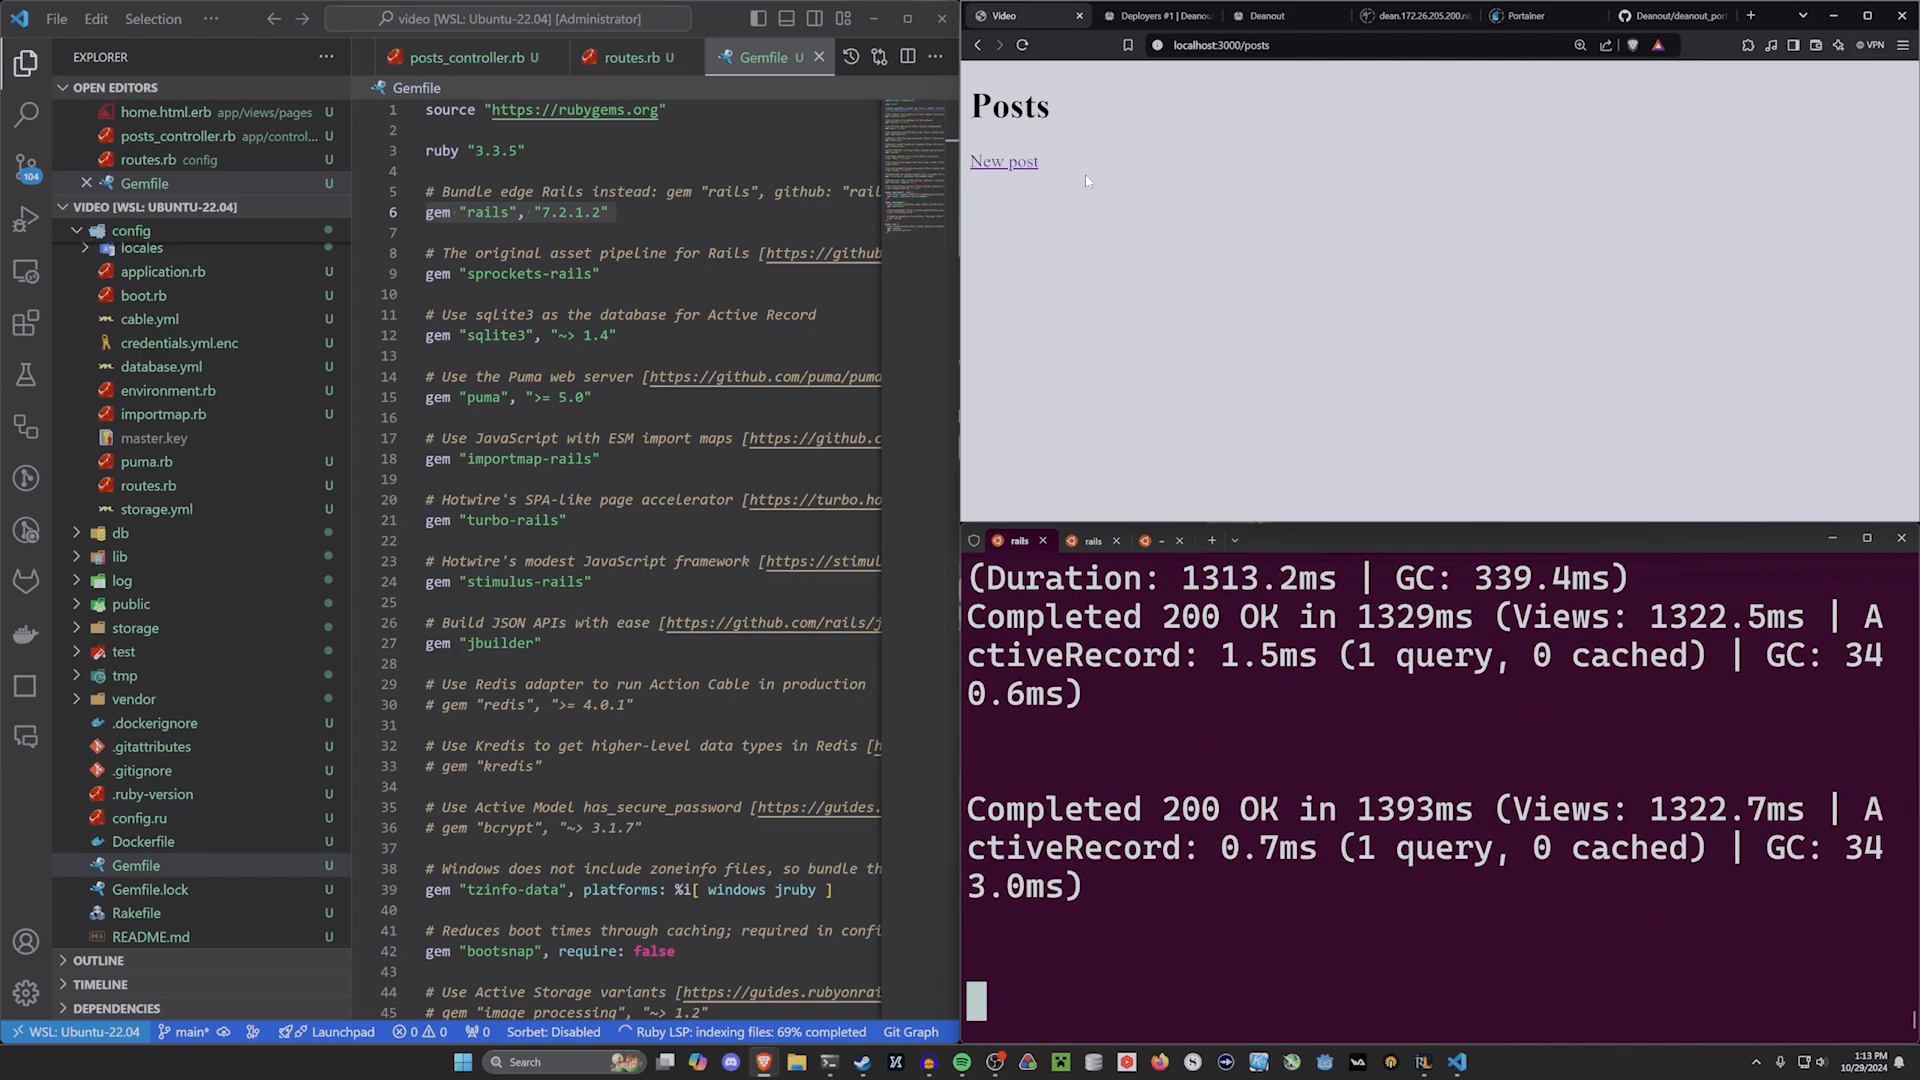 File Edit Selection ···
video [WSL: Ubuntu-22.04] [Administrator]
EXPLORER ···
OPEN EDITORS
home.html.erb app/views/pages U
posts_controller.rb app/control... U
routes.rb config U
Gemfile U
VIDEO [WSL: UBUNTU-22.04]
config
locales
application.rb U
boot.rb U
cable.yml U
credentials.yml.enc U
database.yml U
environment.rb U
importmap.rb U
master.key
puma.rb U
routes.rb U
storage.yml U
db
lib
log
public
storage
test
tmp
vendor
.dockerignore U
.gitattributes U
.gitignore U
.ruby-version U
config.ru U
Dockerfile U
Gemfile U
Gemfile.lock U
Rakefile U
README.md U
OUTLINE
TIMELINE
DEPENDENCIES
104
posts_controller.rb U routes.rb U Gemfile U
Gemfile
1 source "https://rubygems.org"
2
3 ruby "3.3.5"
4
5 # Bundle edge Rails instead: gem "rails", github: "rail
6 gem "rails", "7.2.1.2"
7
8 # The original asset pipeline for Rails [https://github
9 gem "sprockets-rails"
10
11 # Use sqlite3 as the database for Active Record
12 gem "sqlite3", "~> 1.4"
13
14 # Use the Puma web server [https://github.com/puma/puma
15 gem "puma", ">= 5.0"
16
17 # Use JavaScript with ESM import maps [https://github.c
18 gem "importmap-rails"
19
20 # Hotwire's SPA-like page accelerator [https://turbo.ho
21 gem "turbo-rails"
22
23 # Hotwire's modest JavaScript framework [https://stimul
24 gem "stimulus-rails"
25
26 # Build JSON APIs with ease [https://github.com/rails/j
27 gem "jbuilder"
28
29 # Use Redis adapter to run Action Cable in production
30 # gem "redis", ">= 4.0.1"
31
32 # Use Kredis to get higher-level data types in Redis [h
33 # gem "kredis"
34
35 # Use Active Model has_secure_password [https://guides.
36 # gem "bcrypt", "~> 3.1.7"
37
38 # Windows does not include zoneinfo files, so bundle th
39 gem "tzinfo-data", platforms: %i[ windows jruby ]
40
41 # Reduces boot times through caching; required in confi
42 gem "bootsnap", require: false
43
44 # Use Active Storage variants [https://guides.rubyonrai
45 # gem "image_processing", "~> 1.2"
WSL: Ubuntu-22.04 main* Launchpad 0 0 0 Sorbet: Disabled Ruby LSP: indexing files: 69% completed Git Graph
Video Deployers #1 | Deanou Deanout dean.172.26.205.200.ni Portainer Deanout/deanout_port
localhost:3000/posts VPN
Posts
New post
rails rails ~
(Duration: 1313.2ms | GC: 339.4ms)
Completed 200 OK in 1329ms (Views: 1322.5ms | A
ctiveRecord: 1.5ms (1 query, 0 cached) | GC: 34
0.6ms)
Completed 200 OK in 1393ms (Views: 1322.7ms | A
ctiveRecord: 0.7ms (1 query, 0 cached) | GC: 34
3.0ms)
Search
1:13 PM
10/29/2024